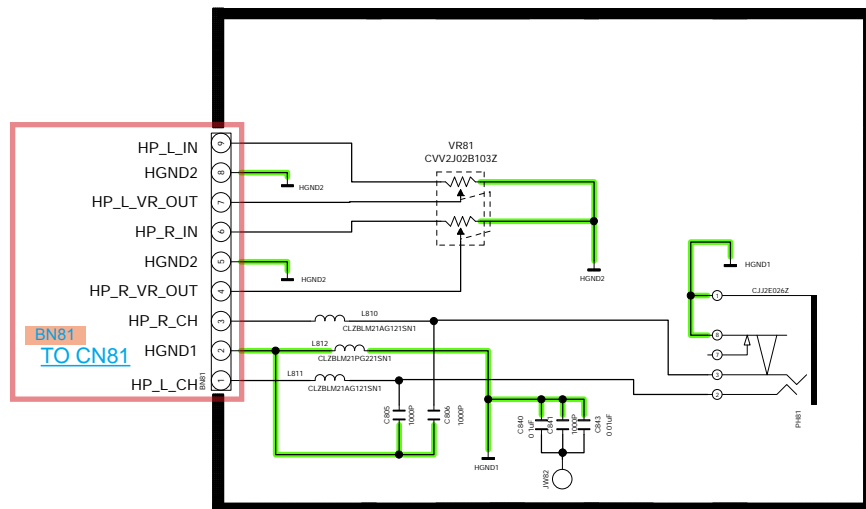 HP_L_IN
9
VR81
CVV2J02B103Z
HGND2
8
HGND2
HP_L_VR_OUT
7
HP_R_IN
6
HGND2
5
HGND2
HGND2
HGND1
HP_R_VR_OUT
4
1
CJJ2E026Z
HP_R_CH
3
L810
CLZBLM21AG121SN1
8
BN81
TO CN81
HGND1
2
L812
CLZBLM21PG221SN1
7
3
HP_L_CH
1
BN81
L811
CLZBLM21AG121SN1
2
C805
1000P
C806
1000P
C840
0.1uF
C841
1000P
C843
0.01uF
PH81
HGND1
JW82